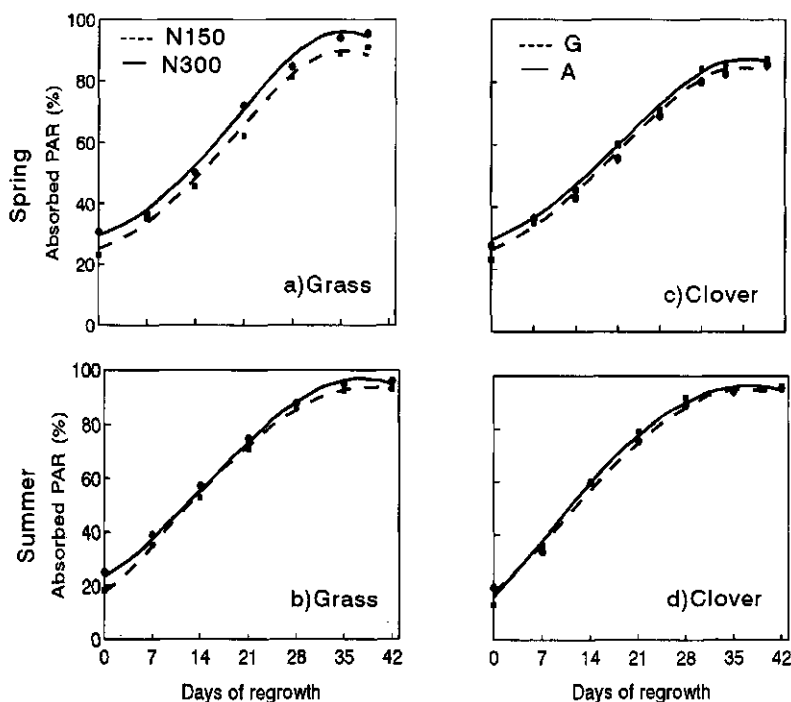 100
80
60
40
20
0
Spring
Absorbed PAR (%)
N150
N300
a)Grass
G
A
c)Clover
100
80
60
40
20
0
Summer
Absorbed PAR (%)
b)Grass
d)Clover
0 7 14 21 28 35 42
Days of regrowth
0 7 14 21 28 35 42
Days of regrowth